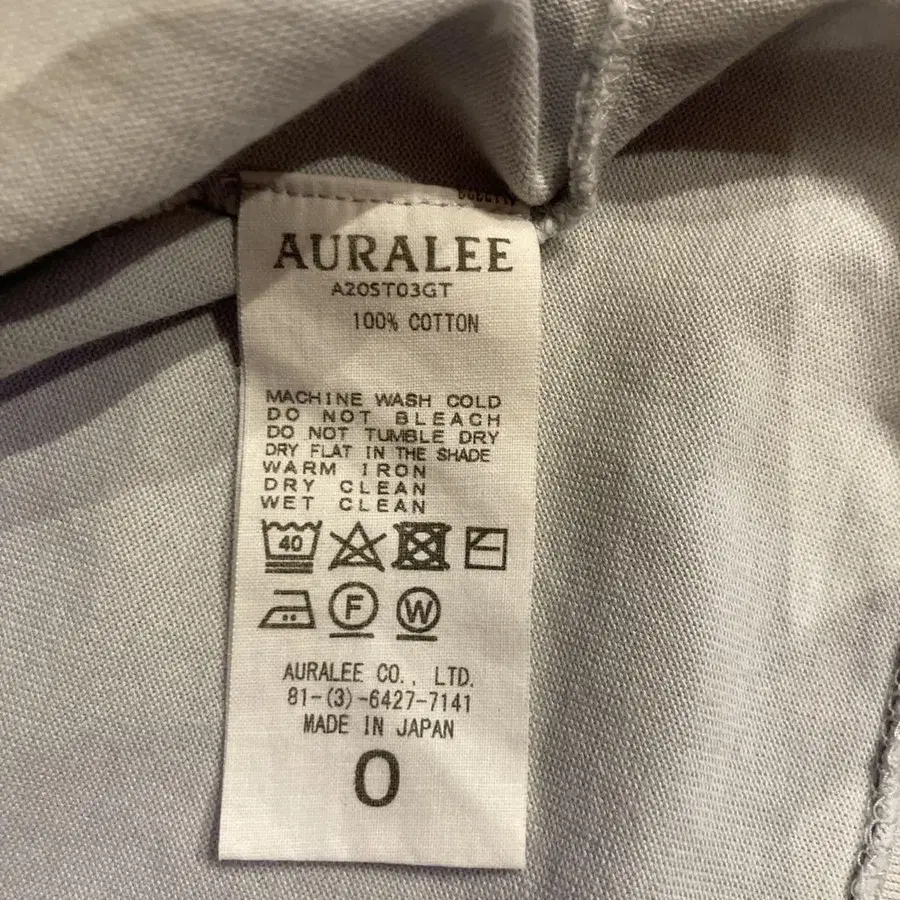 AURALEE
A20ST03GT
100% COTTON
MACHINE WASH COLD
DO NOT BLEACH
DO NOT TUMBLE DRY
DRY FLAT IN THE SHADE
WARM IRON
DRY CLEAN
WET CLEAN
40
F W
AURALEE CO., LTD.
81-(3)-6427-7141
MADE IN JAPAN
0